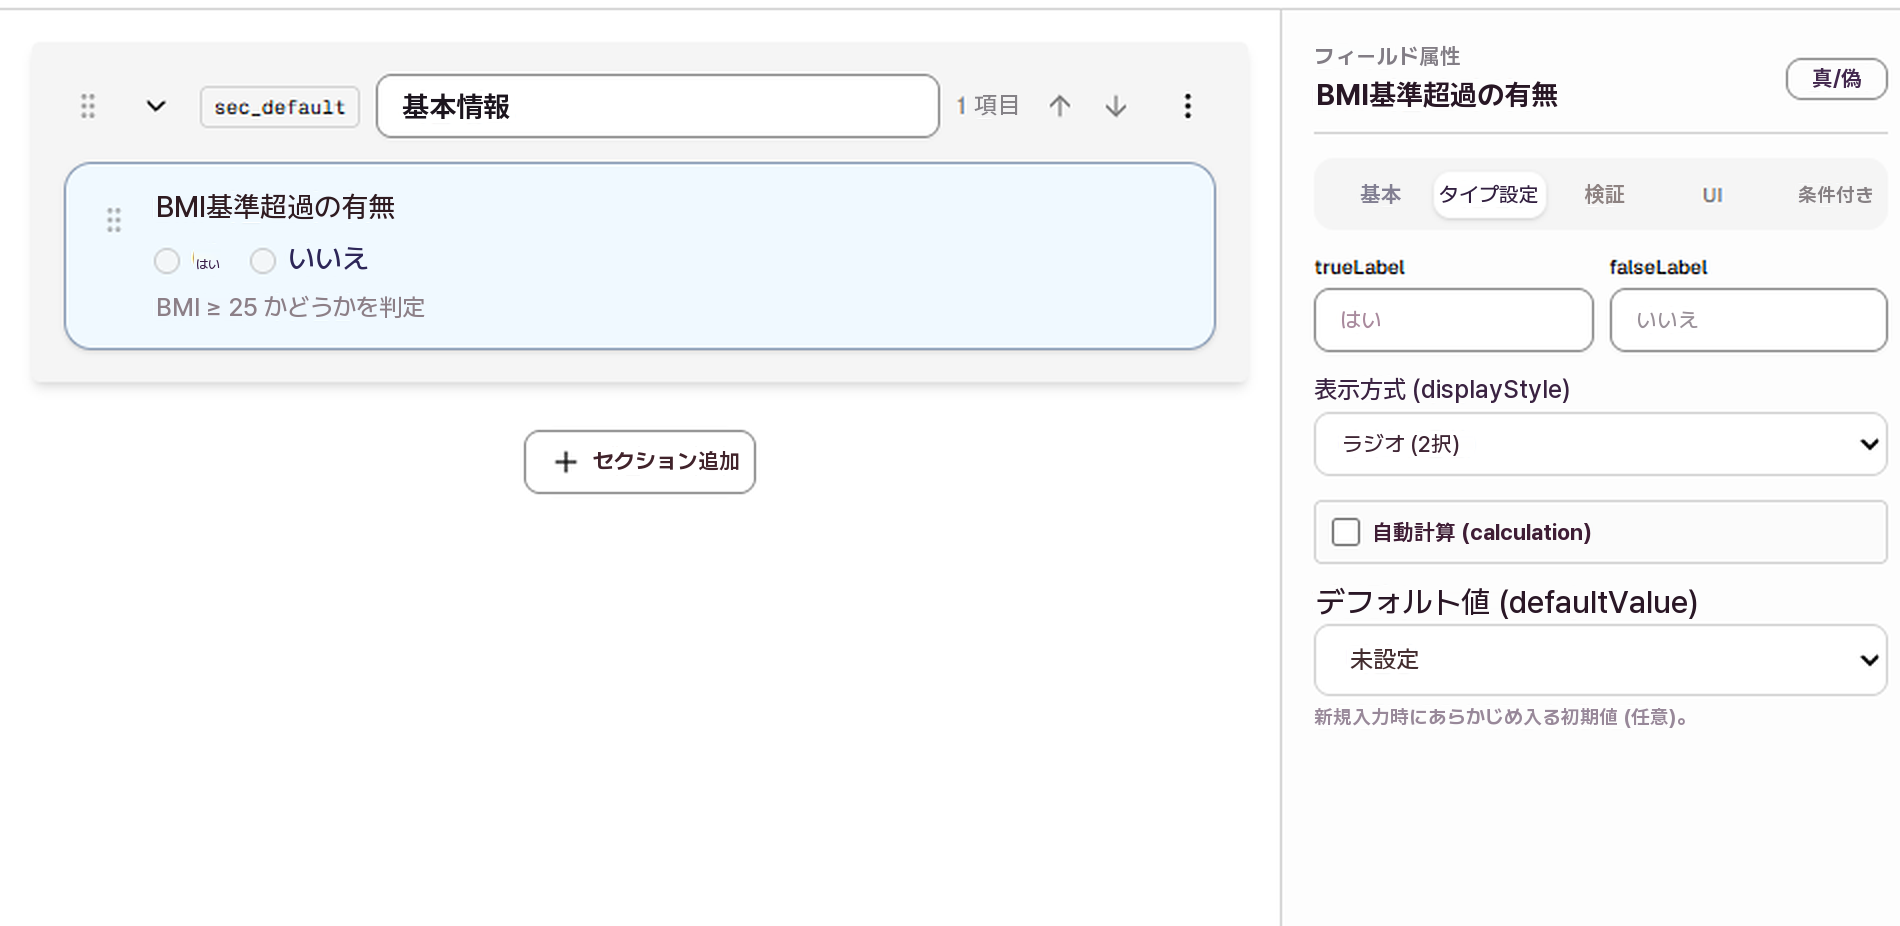 sec_default 基本情報 1 項目
BMI基準超過の有無
はい いいえ
BMI ≥ 25 かどうかを判定
セクション追加
フィールド属性
BMI基準超過の有無
真/偽
基本 タイプ設定 検証 UI 条件付き
trueLabel falseLabel
はい いいえ
表示方式 (displayStyle)
ラジオ (2択)
自動計算 (calculation)
デフォルト値 (defaultValue)
未設定
新規入力時にあらかじめ入る初期値 (任意)。